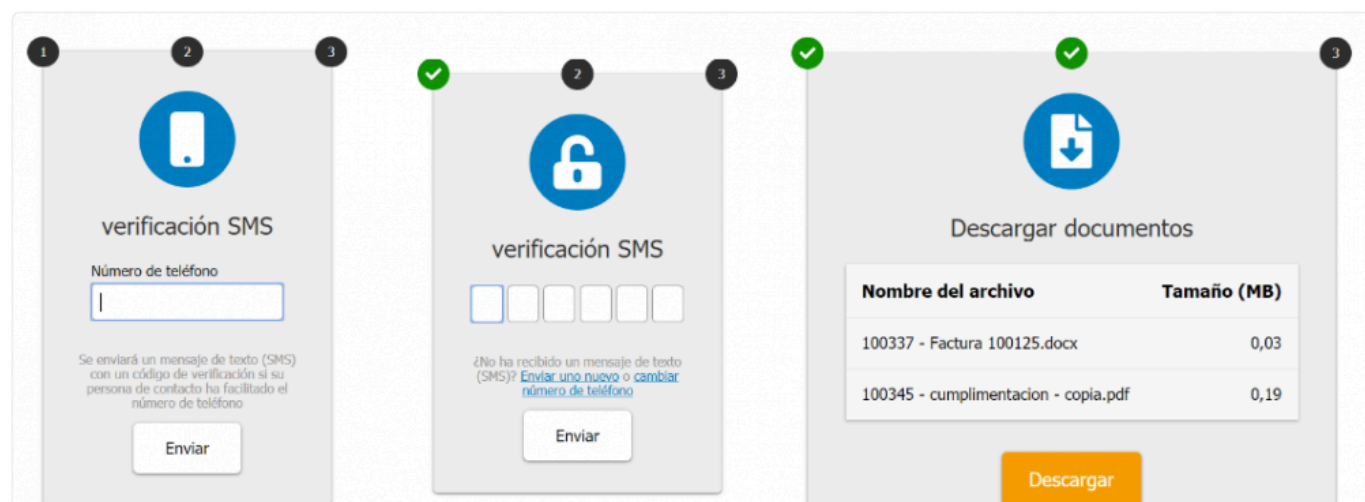 1
2
3
verificación SMS
Número de teléfono
Se enviará un mensaje de texto (SMS)
con un código de verificación si su
persona de contacto ha facilitado el
número de teléfono
Enviar
2
3
verificación SMS
¿No ha recibido un mensaje de texto
(SMS)? Enviar uno nuevo o cambiar
número de teléfono
Enviar
3
Descargar documentos
Nombre del archivo Tamaño (MB)
100337 - Factura 100125.docx 0,03
100345 - cumplimentacion - copia.pdf 0,19
Descargar